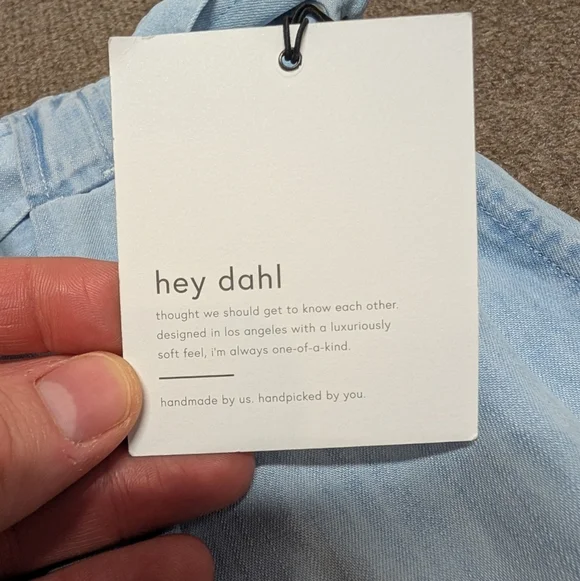 hey dahl
thought we should get to know each other.
designed in los angeles with a luxuriously
soft feel, i'm always one-of-a-kind.
handmade by us. handpicked by you.